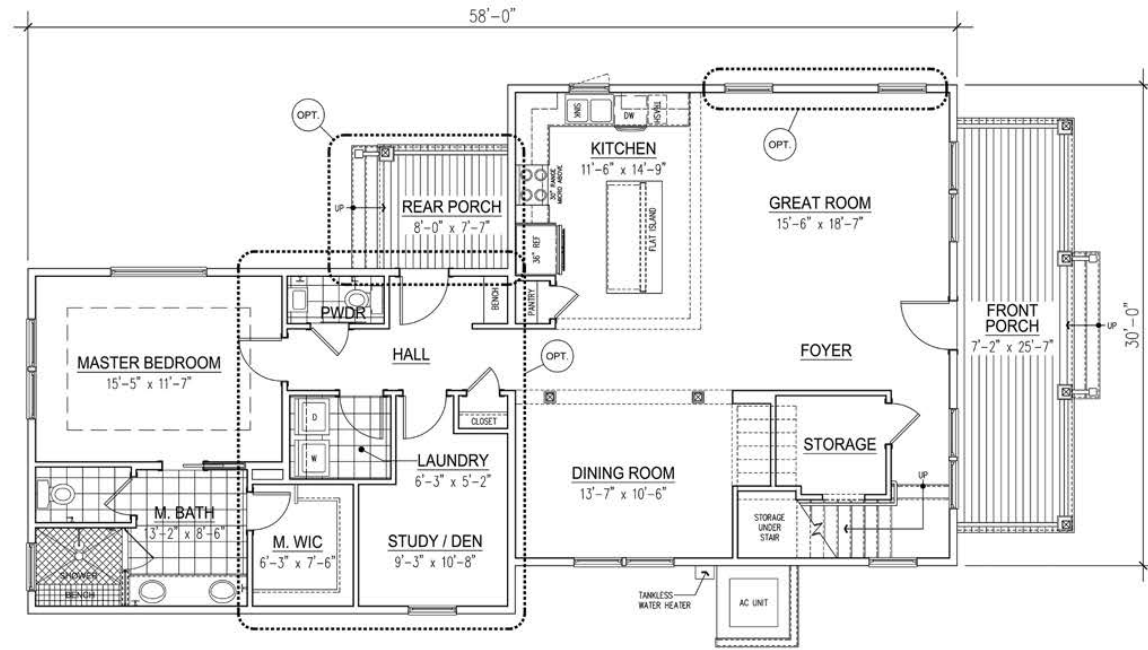 58'-0"
OPT.
SINK
DW
TRASH
KITCHEN
11'-6" x 14'-9"
30" RANGE
MICRO ABOVE
OPT.
GREAT ROOM
15'-6" x 18'-7"
UP
REAR PORCH
8'-0" x 7'-7"
36" REF
FLAT ISLAND
PWDR
BENCH
PANTRY
FRONT
PORCH
7'-2" x 25'-7"
UP
30'-0"
MASTER BEDROOM
15'-5" x 11'-7"
HALL
OPT.
FOYER
D
W
CLOSET
STORAGE
LAUNDRY
6'-3" x 5'-2"
DINING ROOM
13'-7" x 10'-6"
UP
M. BATH
13'-2" x 8'-6"
M. WIC
6'-3" x 7'-6"
STUDY / DEN
9'-3" x 10'-8"
STORAGE
UNDER
STAIR
SHOWER
BENCH
TANKLESS
WATER HEATER
AC UNIT